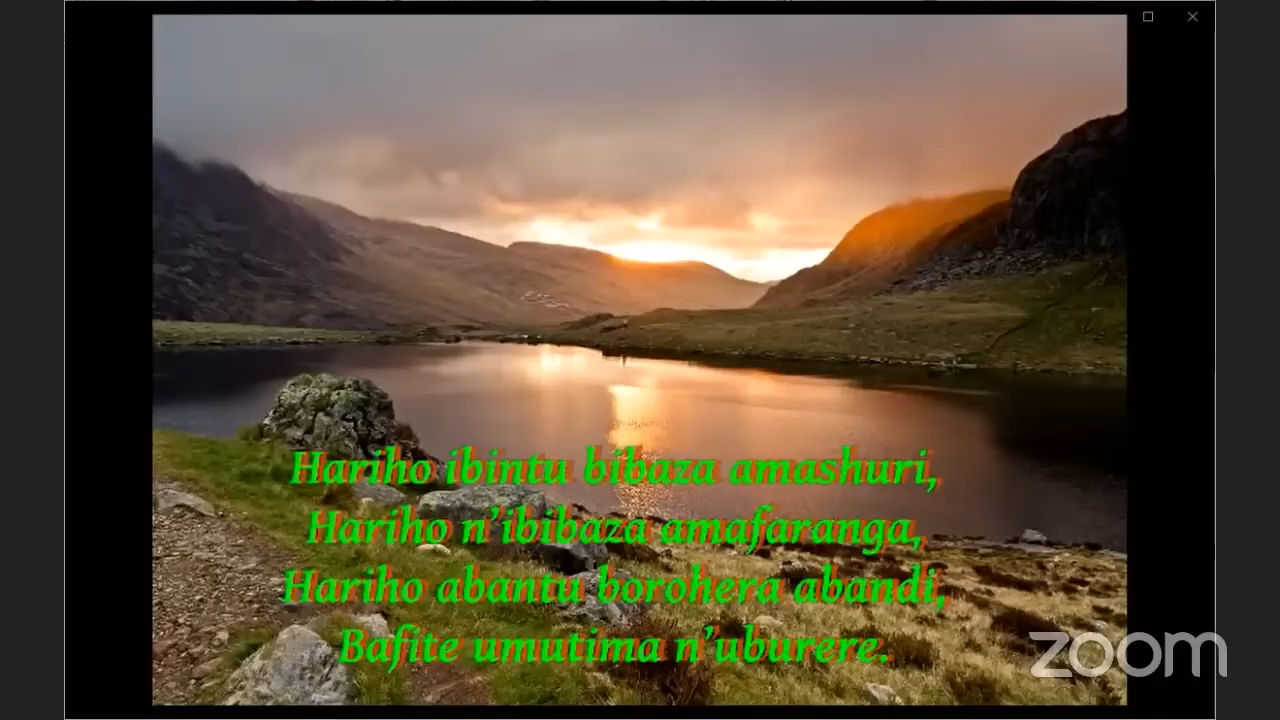 Hariho ibintu bibaza amashuri,
Hariho n'ibibaza amafaranga,
Hariho abantu borohera abandi,
Bafite umutima n'uburere.
zoom